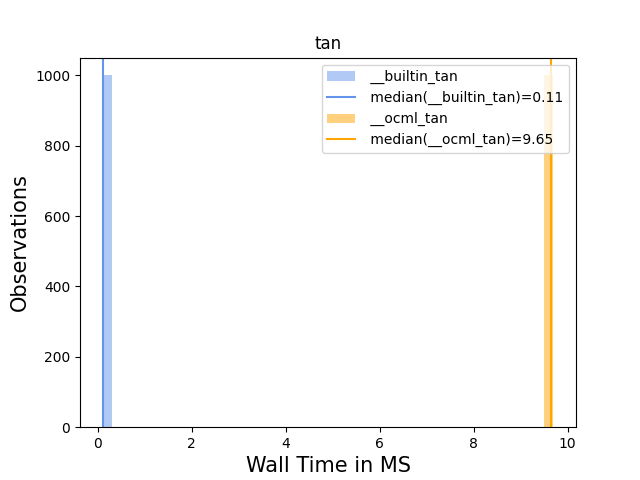 tan
__builtin_tan
median(__builtin_tan)=0.11
__ocml_tan
median(__ocml_tan)=9.65
1000
800
600
400
200
0
Observations
0 2 4 6 8 10
Wall Time in MS